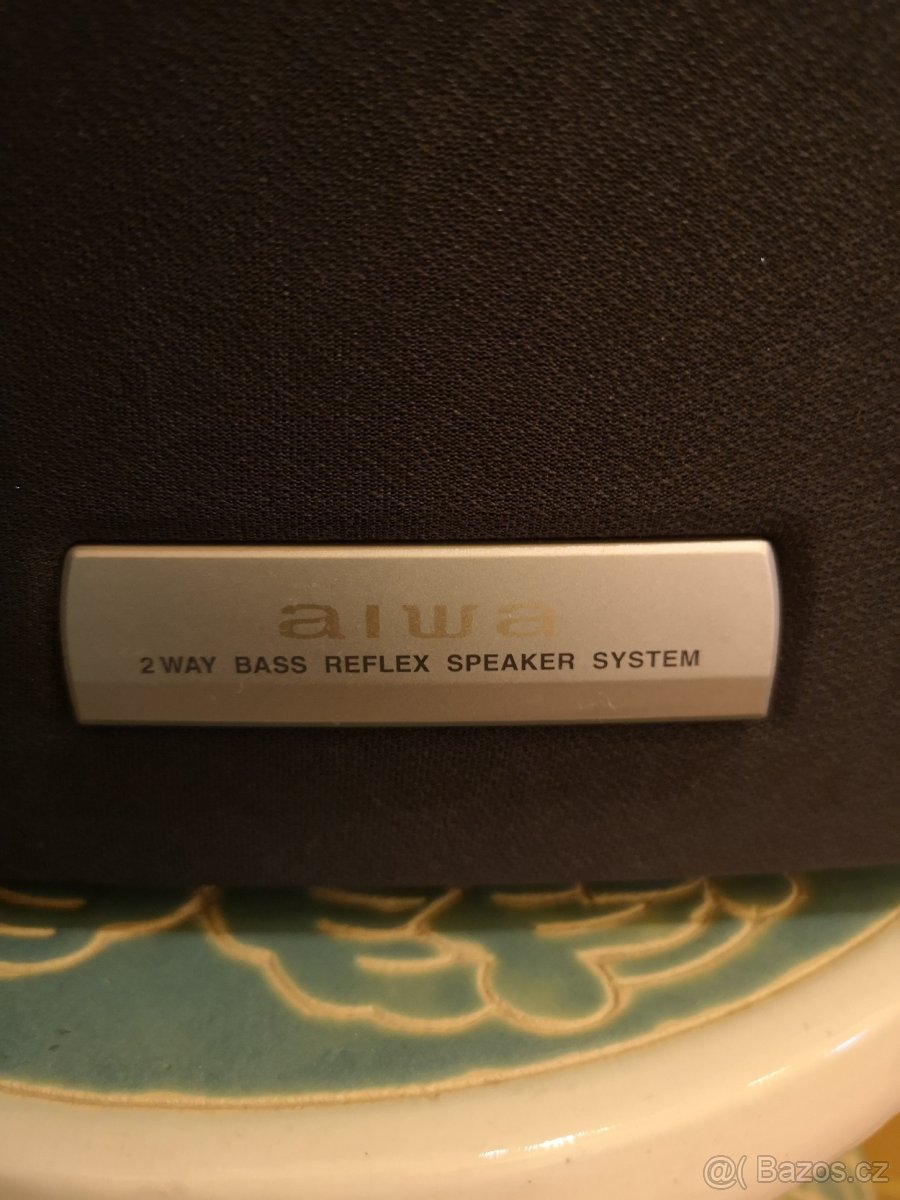 aiwa
2 WAY BASS REFLEX SPEAKER SYSTEM
@( Bazos.cz